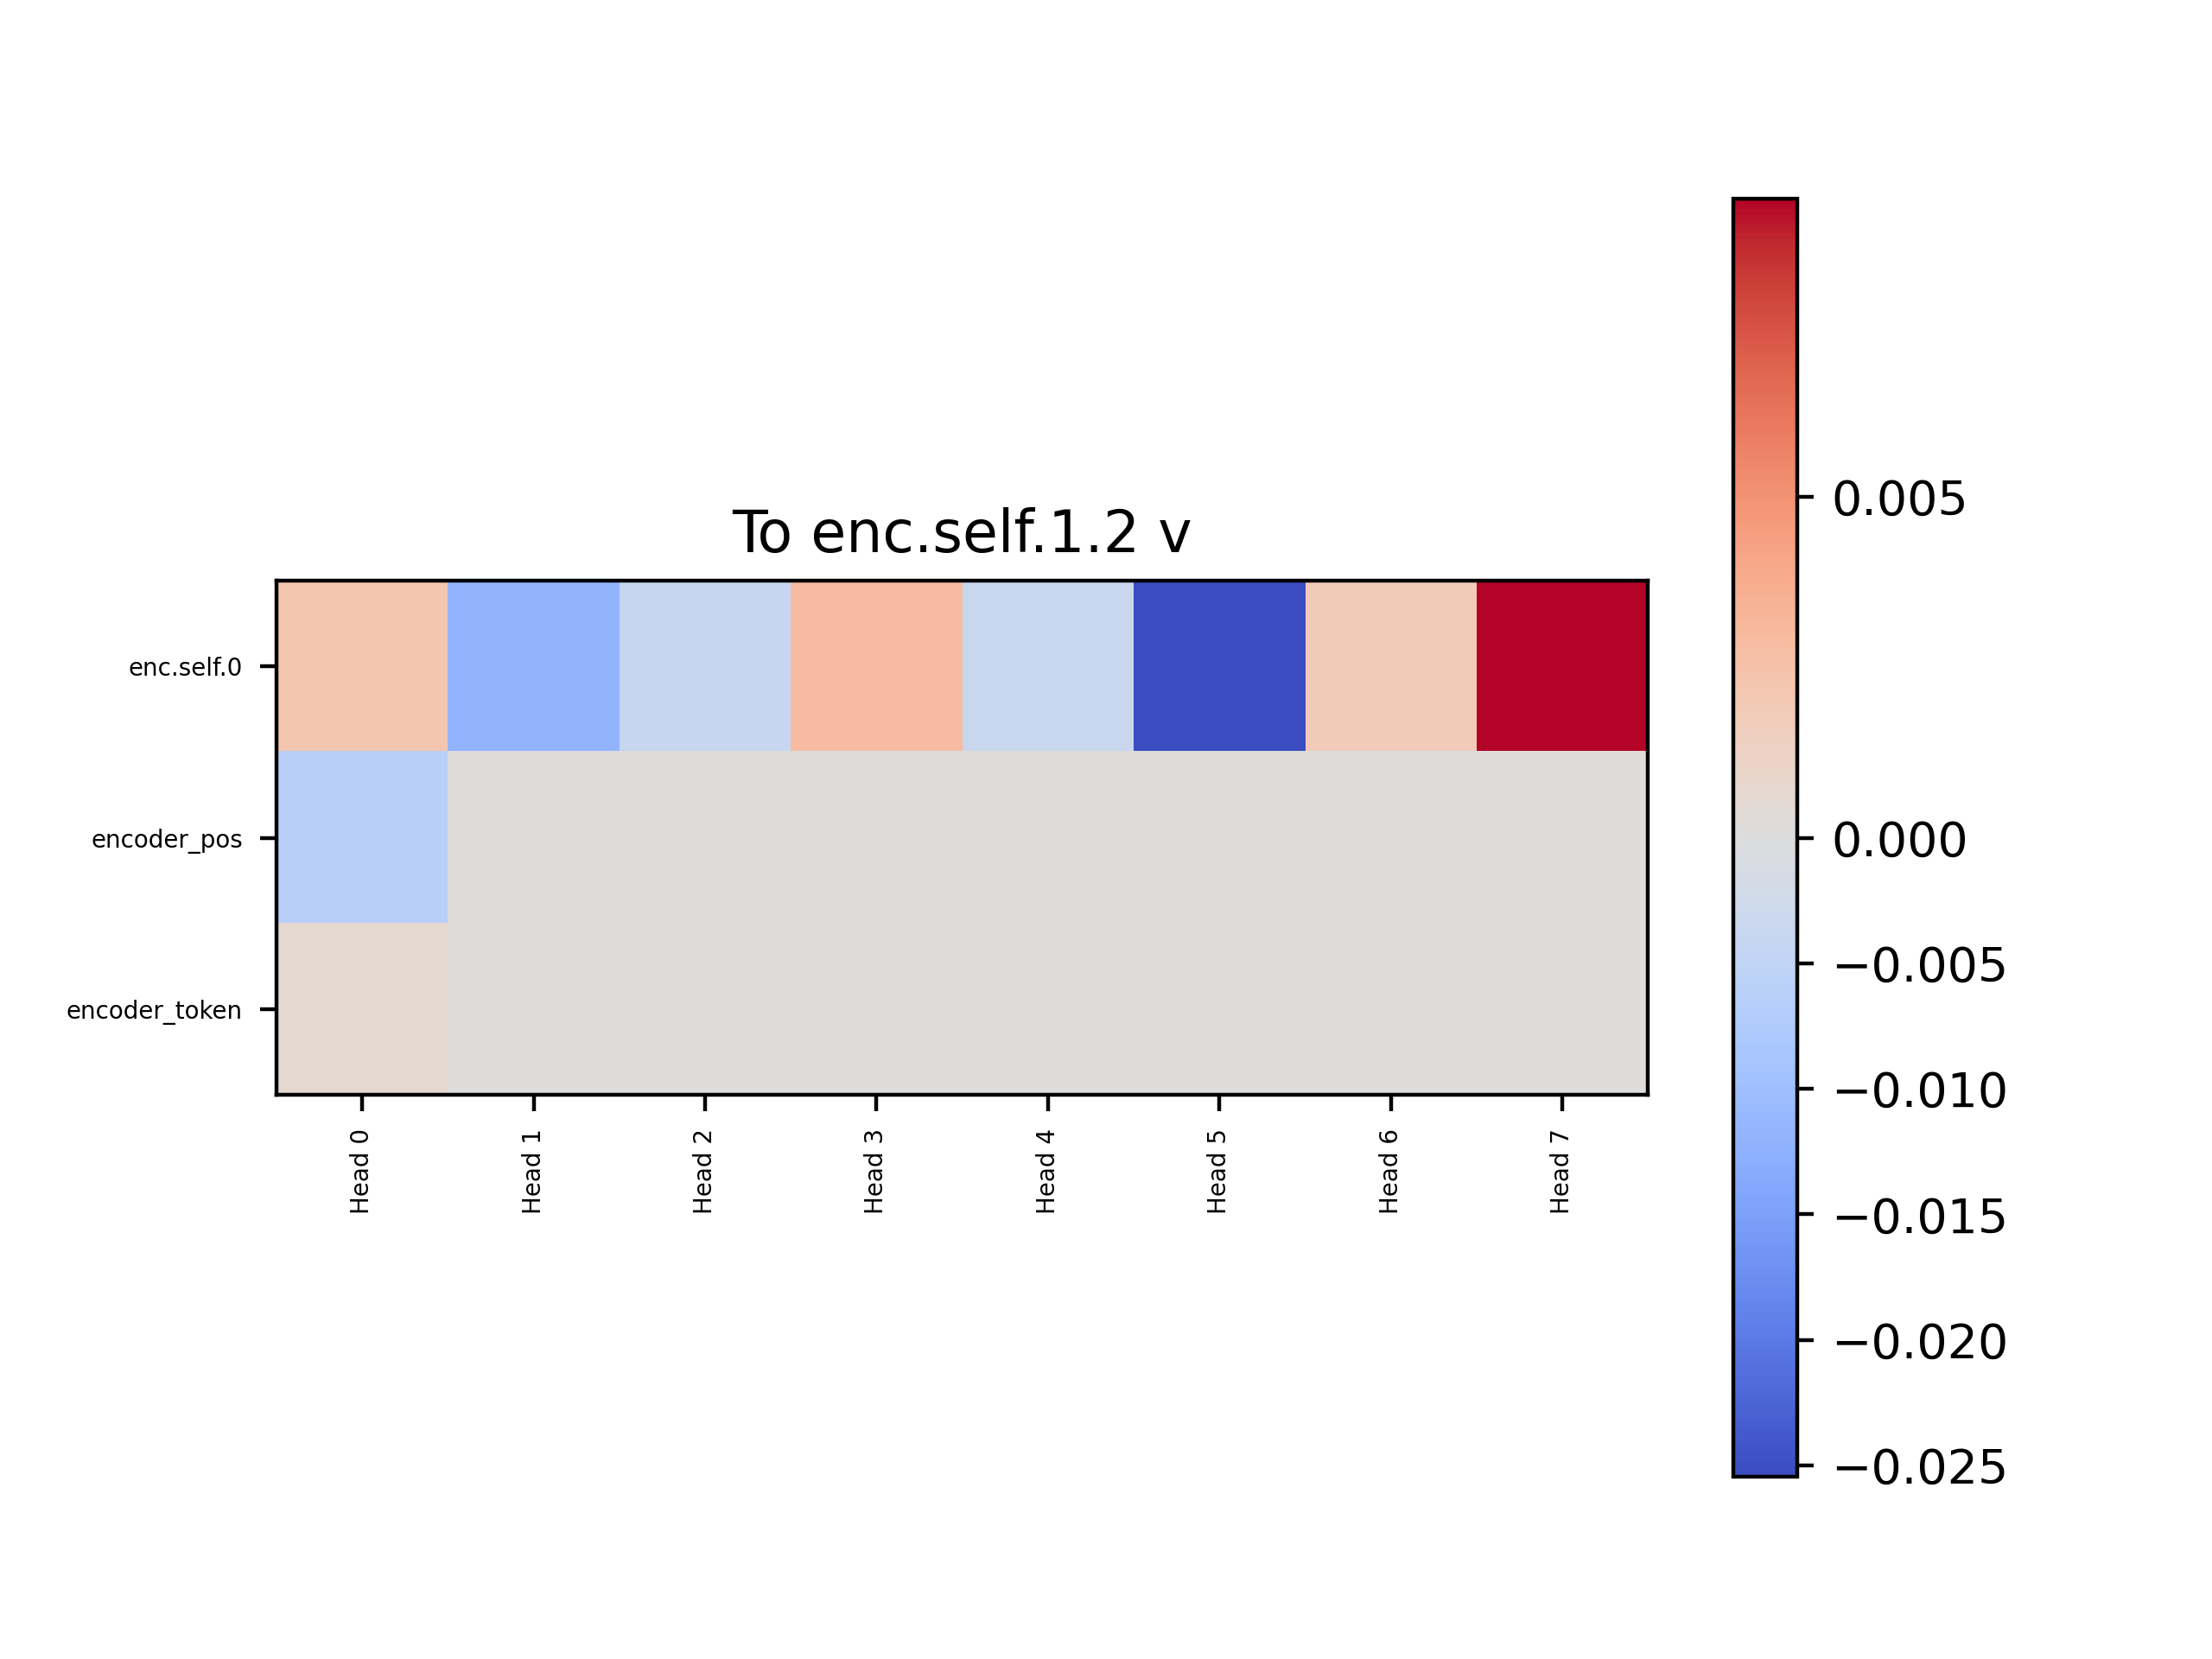 To enc.self.1.2 v
enc.self.0
encoder_pos
encoder_token
Head 0
Head 1
Head 2
Head 3
Head 4
Head 5
Head 6
Head 7
0.005
0.000
−0.005
−0.010
−0.015
−0.020
−0.025